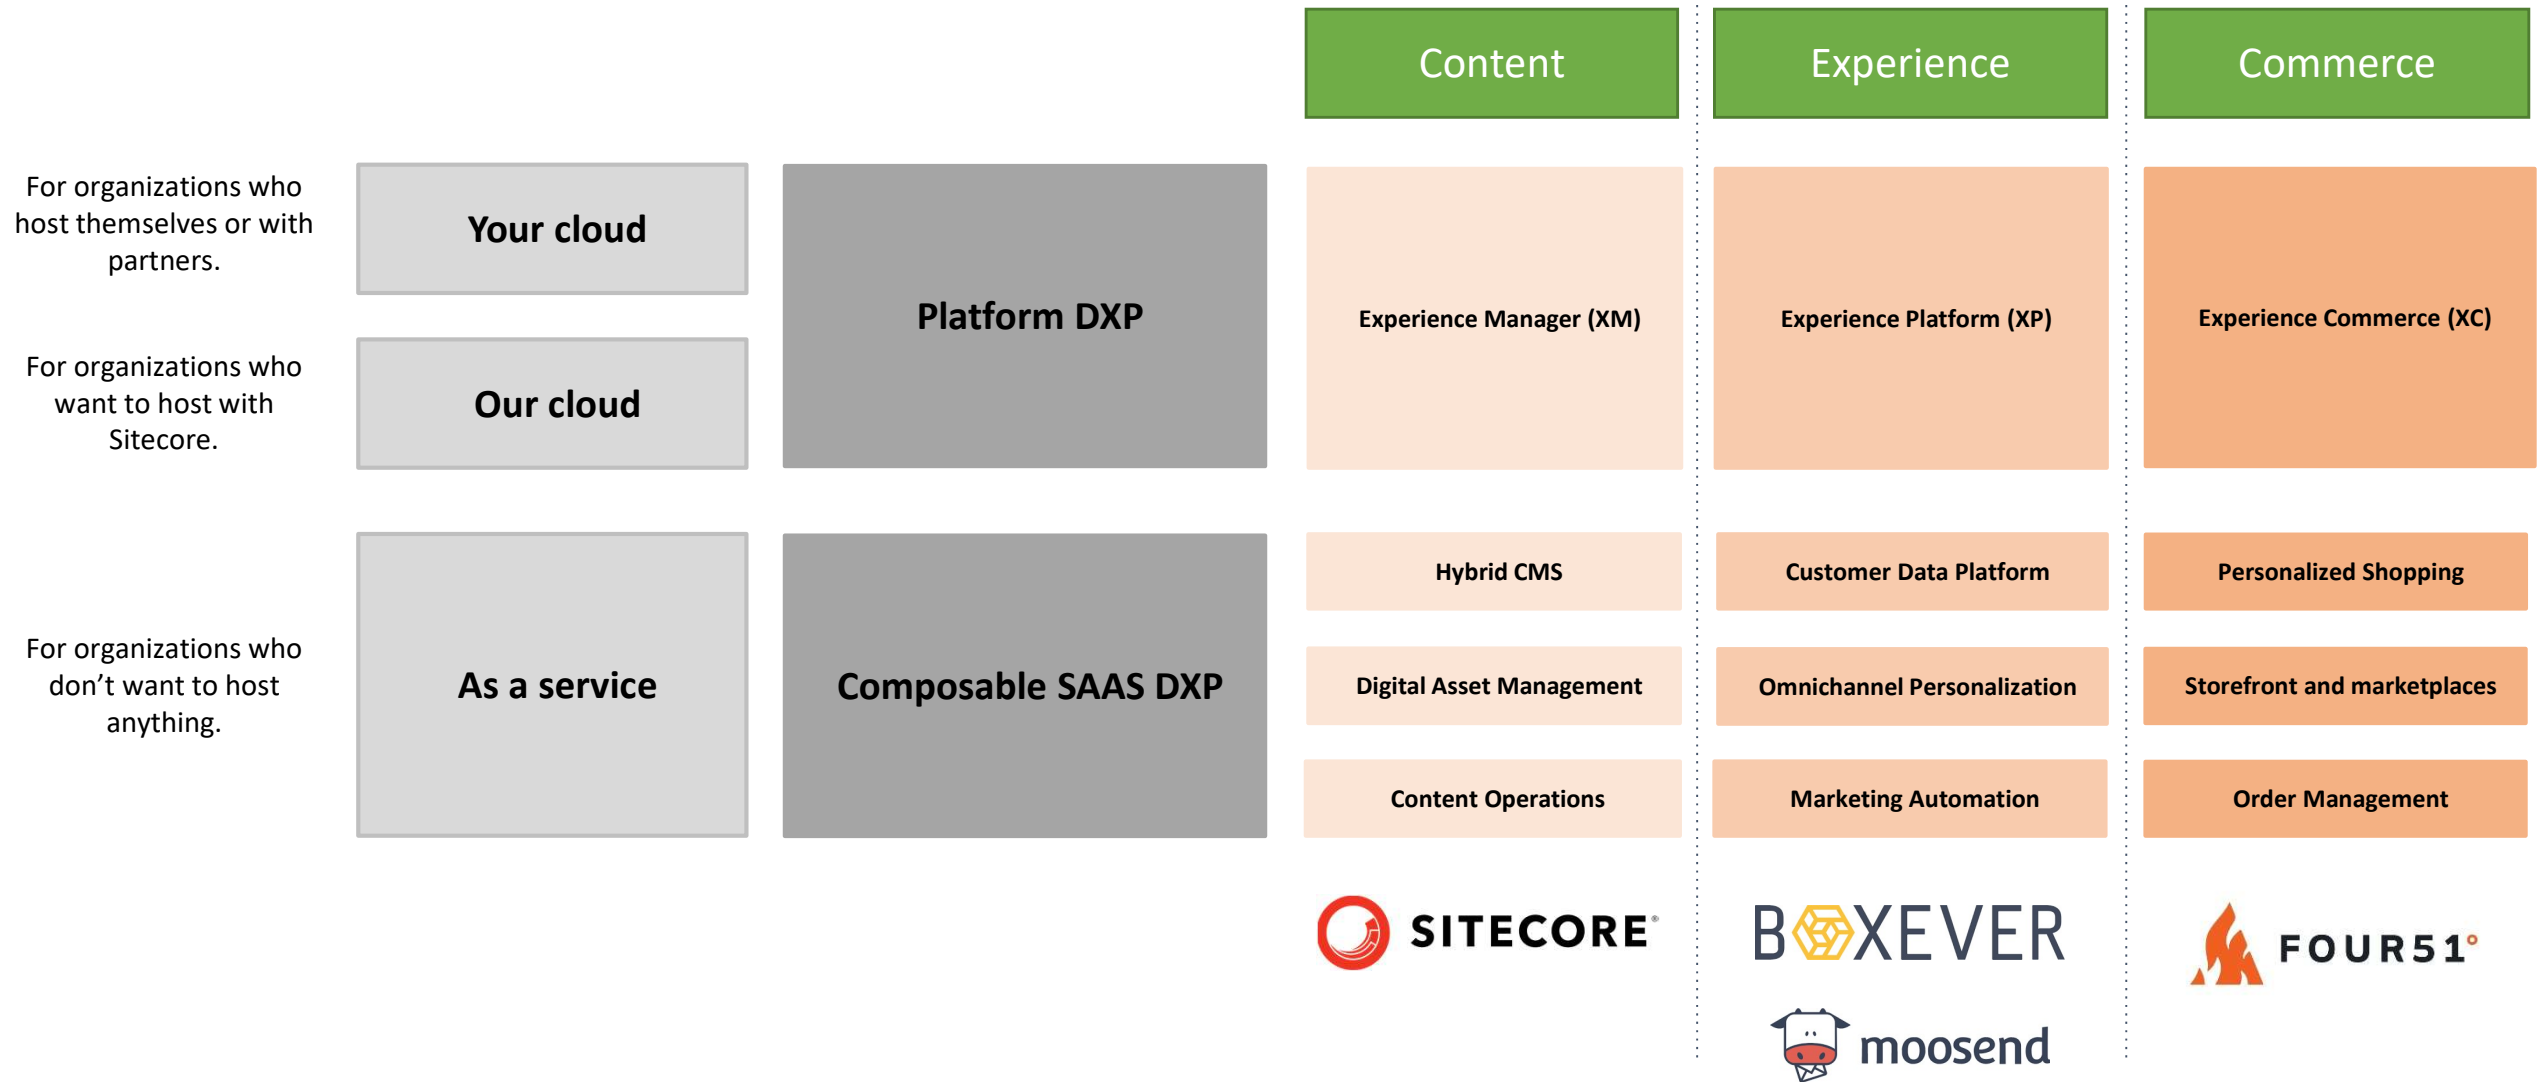 Content
Experience
Commerce
For organizations who
host themselves or with
partners.
Your cloud
Platform DXP
Experience Manager (XM)
Experience Platform (XP)
Experience Commerce (XC)
For organizations who
want to host with
Sitecore.
Our cloud
For organizations who
don’t want to host
anything.
As a service
Composable SAAS DXP
Hybrid CMS
Customer Data Platform
Personalized Shopping
Digital Asset Management
Omnichannel Personalization
Storefront and marketplaces
Content Operations
Marketing Automation
Order Management
SITECORE®
BOXEVER
FOUR51°
moosend